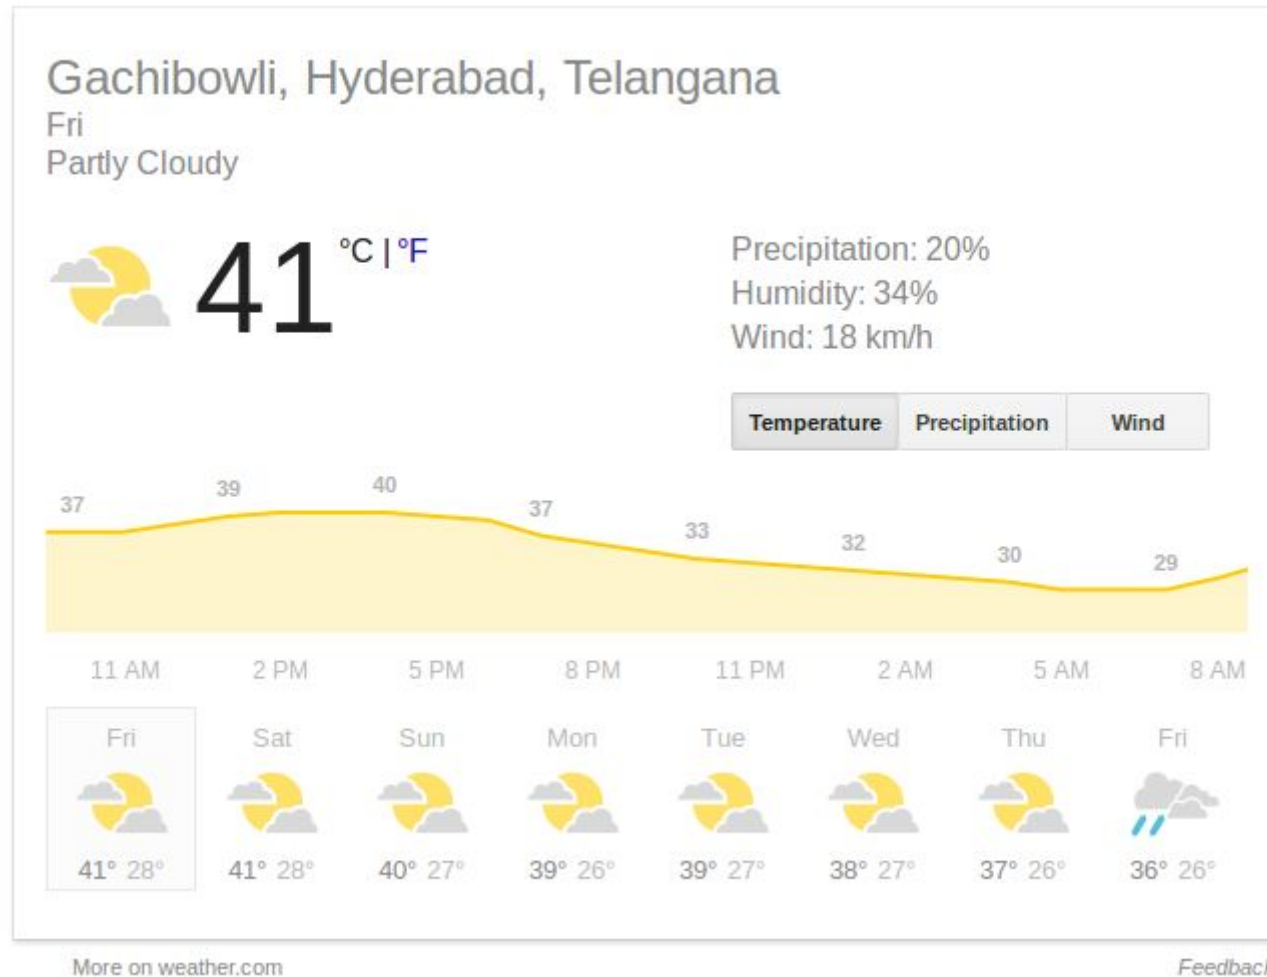 Gachibowli, Hyderabad, Telangana
Fri
Partly Cloudy
41 °C | °F
Precipitation: 20%
Humidity: 34%
Wind: 18 km/h
Temperature Precipitation Wind
37 39 40 37 33 32 30 29
11 AM 2 PM 5 PM 8 PM 11 PM 2 AM 5 AM 8 AM
Fri Sat Sun Mon Tue Wed Thu Fri
41° 28° 41° 28° 40° 27° 39° 26° 39° 27° 38° 27° 37° 26° 36° 26°
More on weather.com Feedback